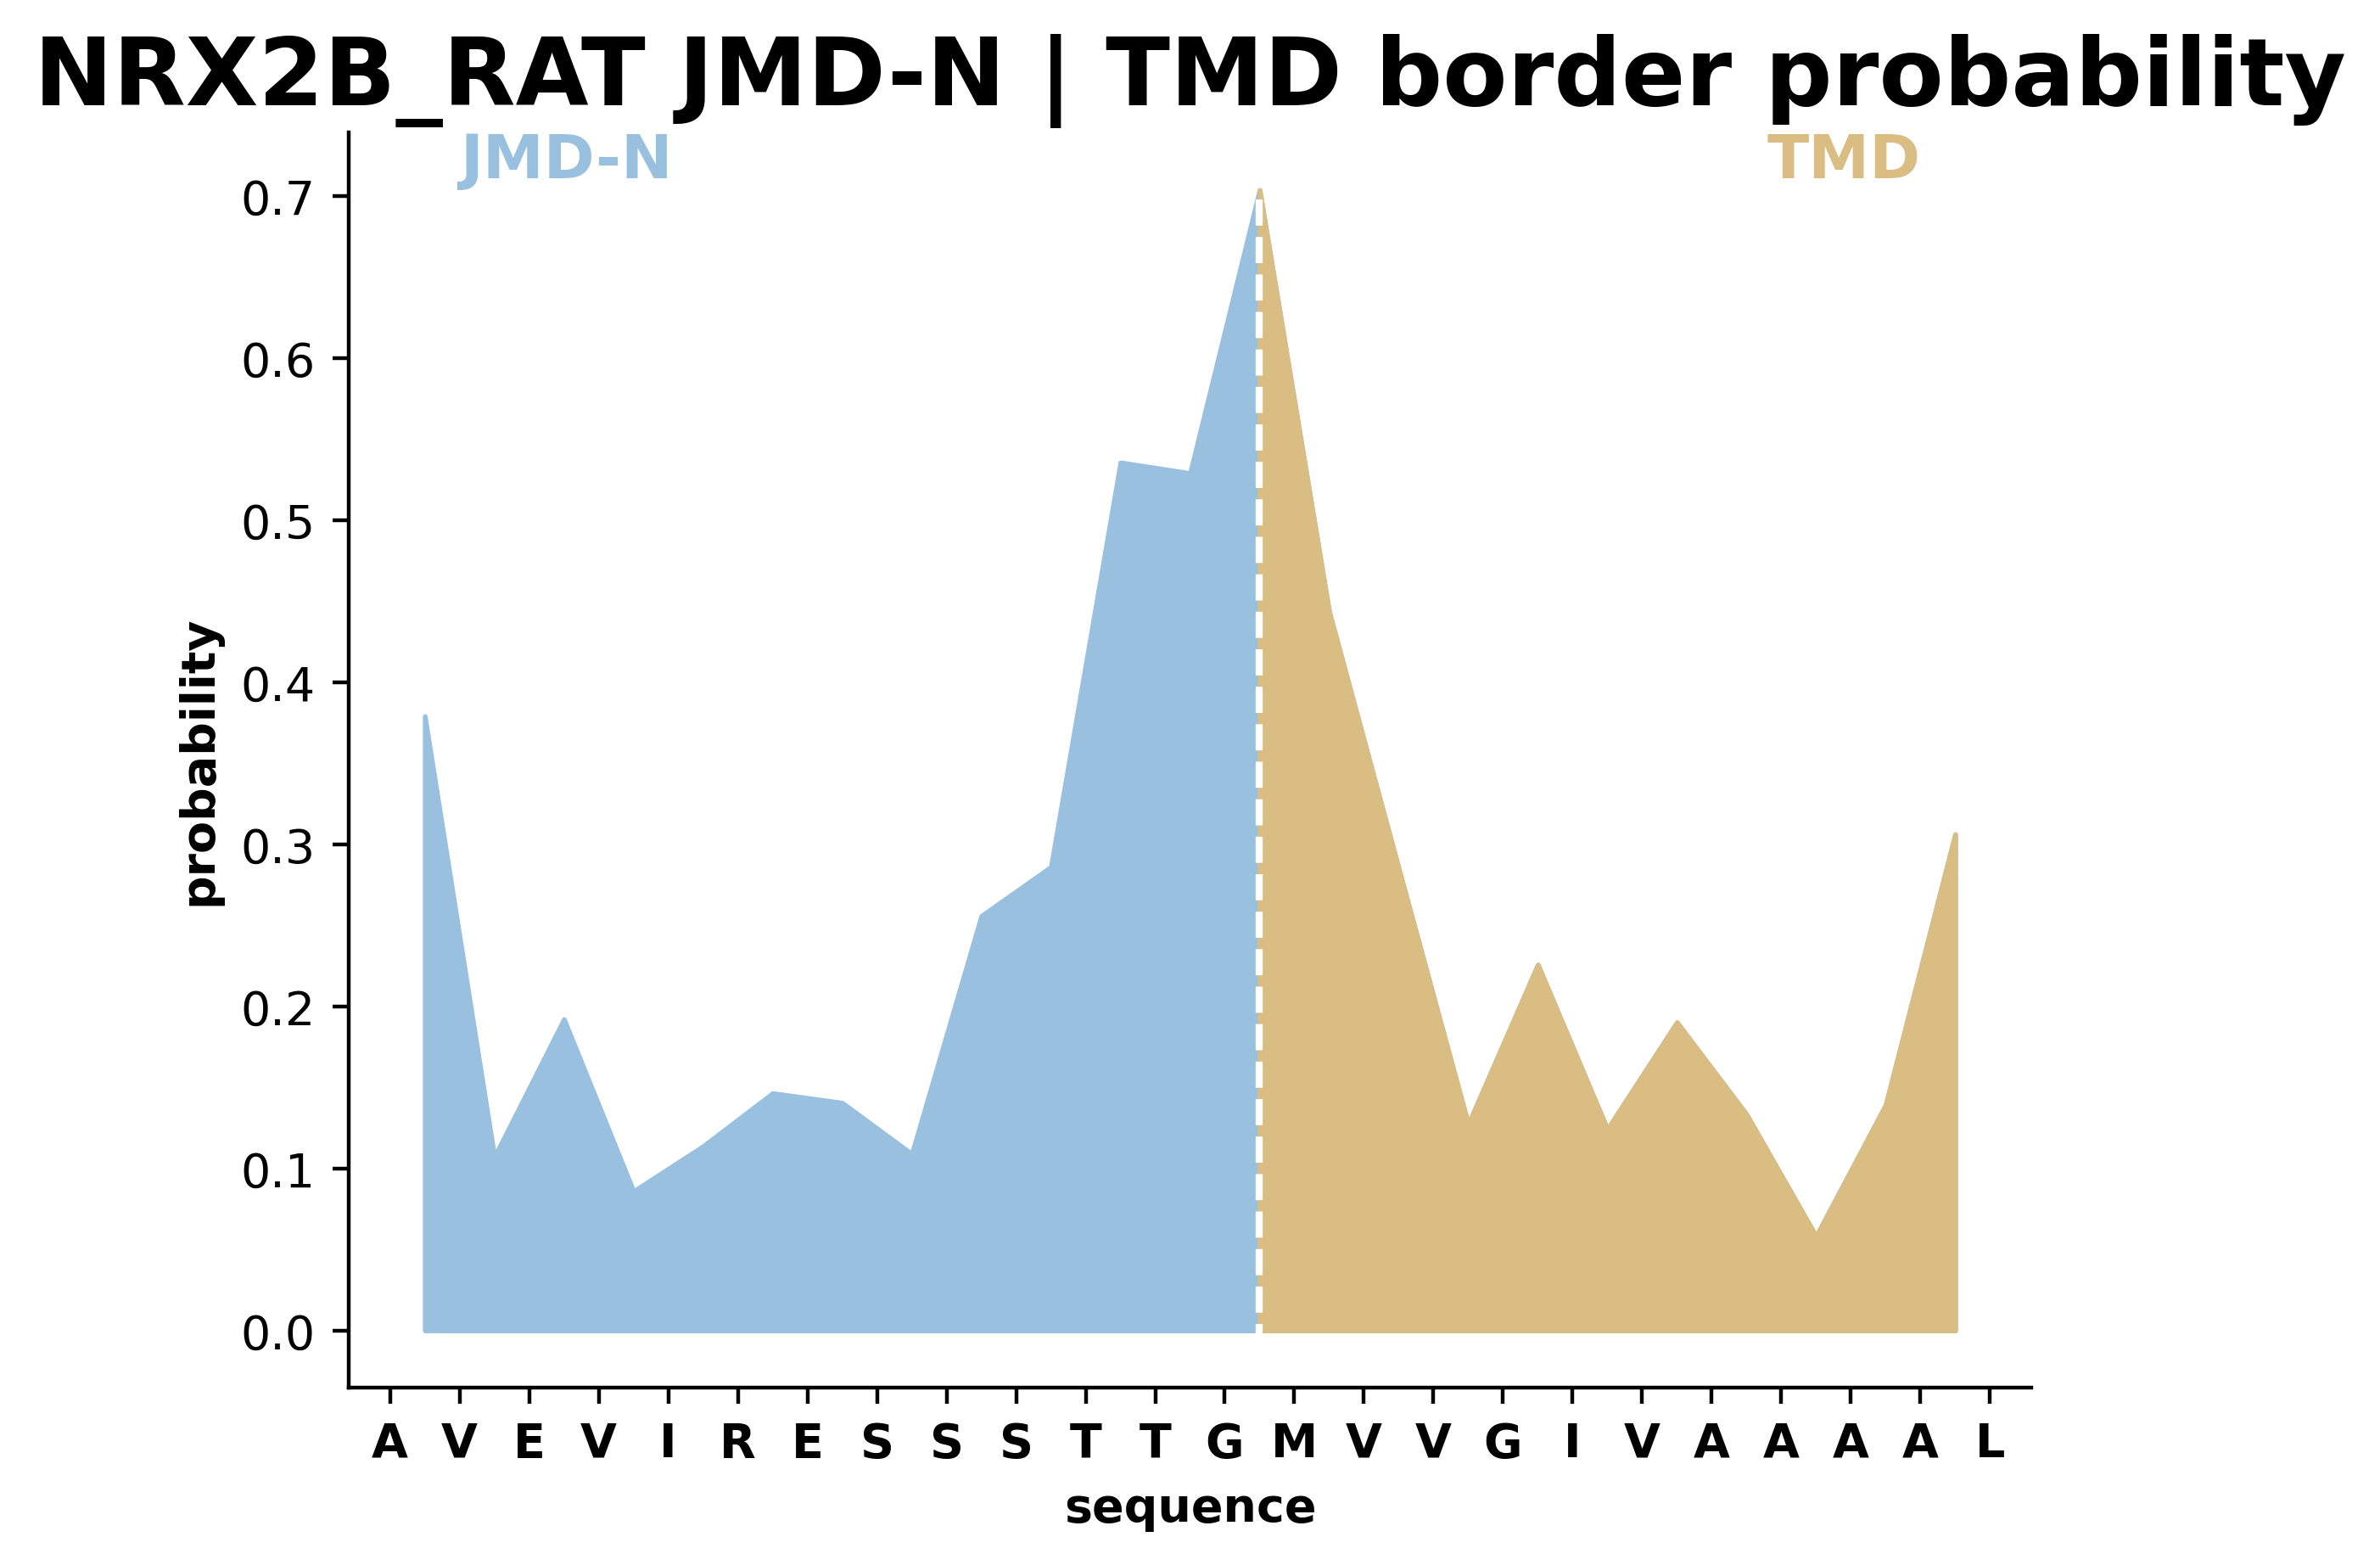 NRX2B_RAT JMD-N | TMD border probability
JMD-N TMD
0.7
0.6
0.5
0.4
0.3
0.2
0.1
0.0
probability
A V E V I R E S S S T T G M V V G I V A A A A L
sequence